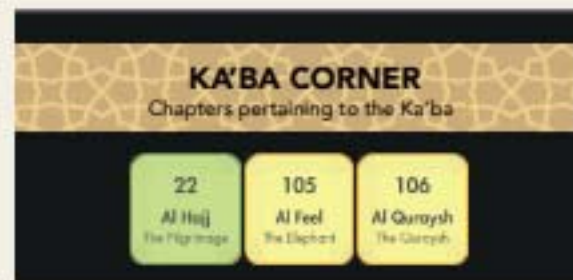 KA'BA CORNER
Chapters pertaining to the Ka'ba
22 105 106
Al Hajj Al Feel Al Quraysh
The Pilgrimage The Elephant The Quraysh